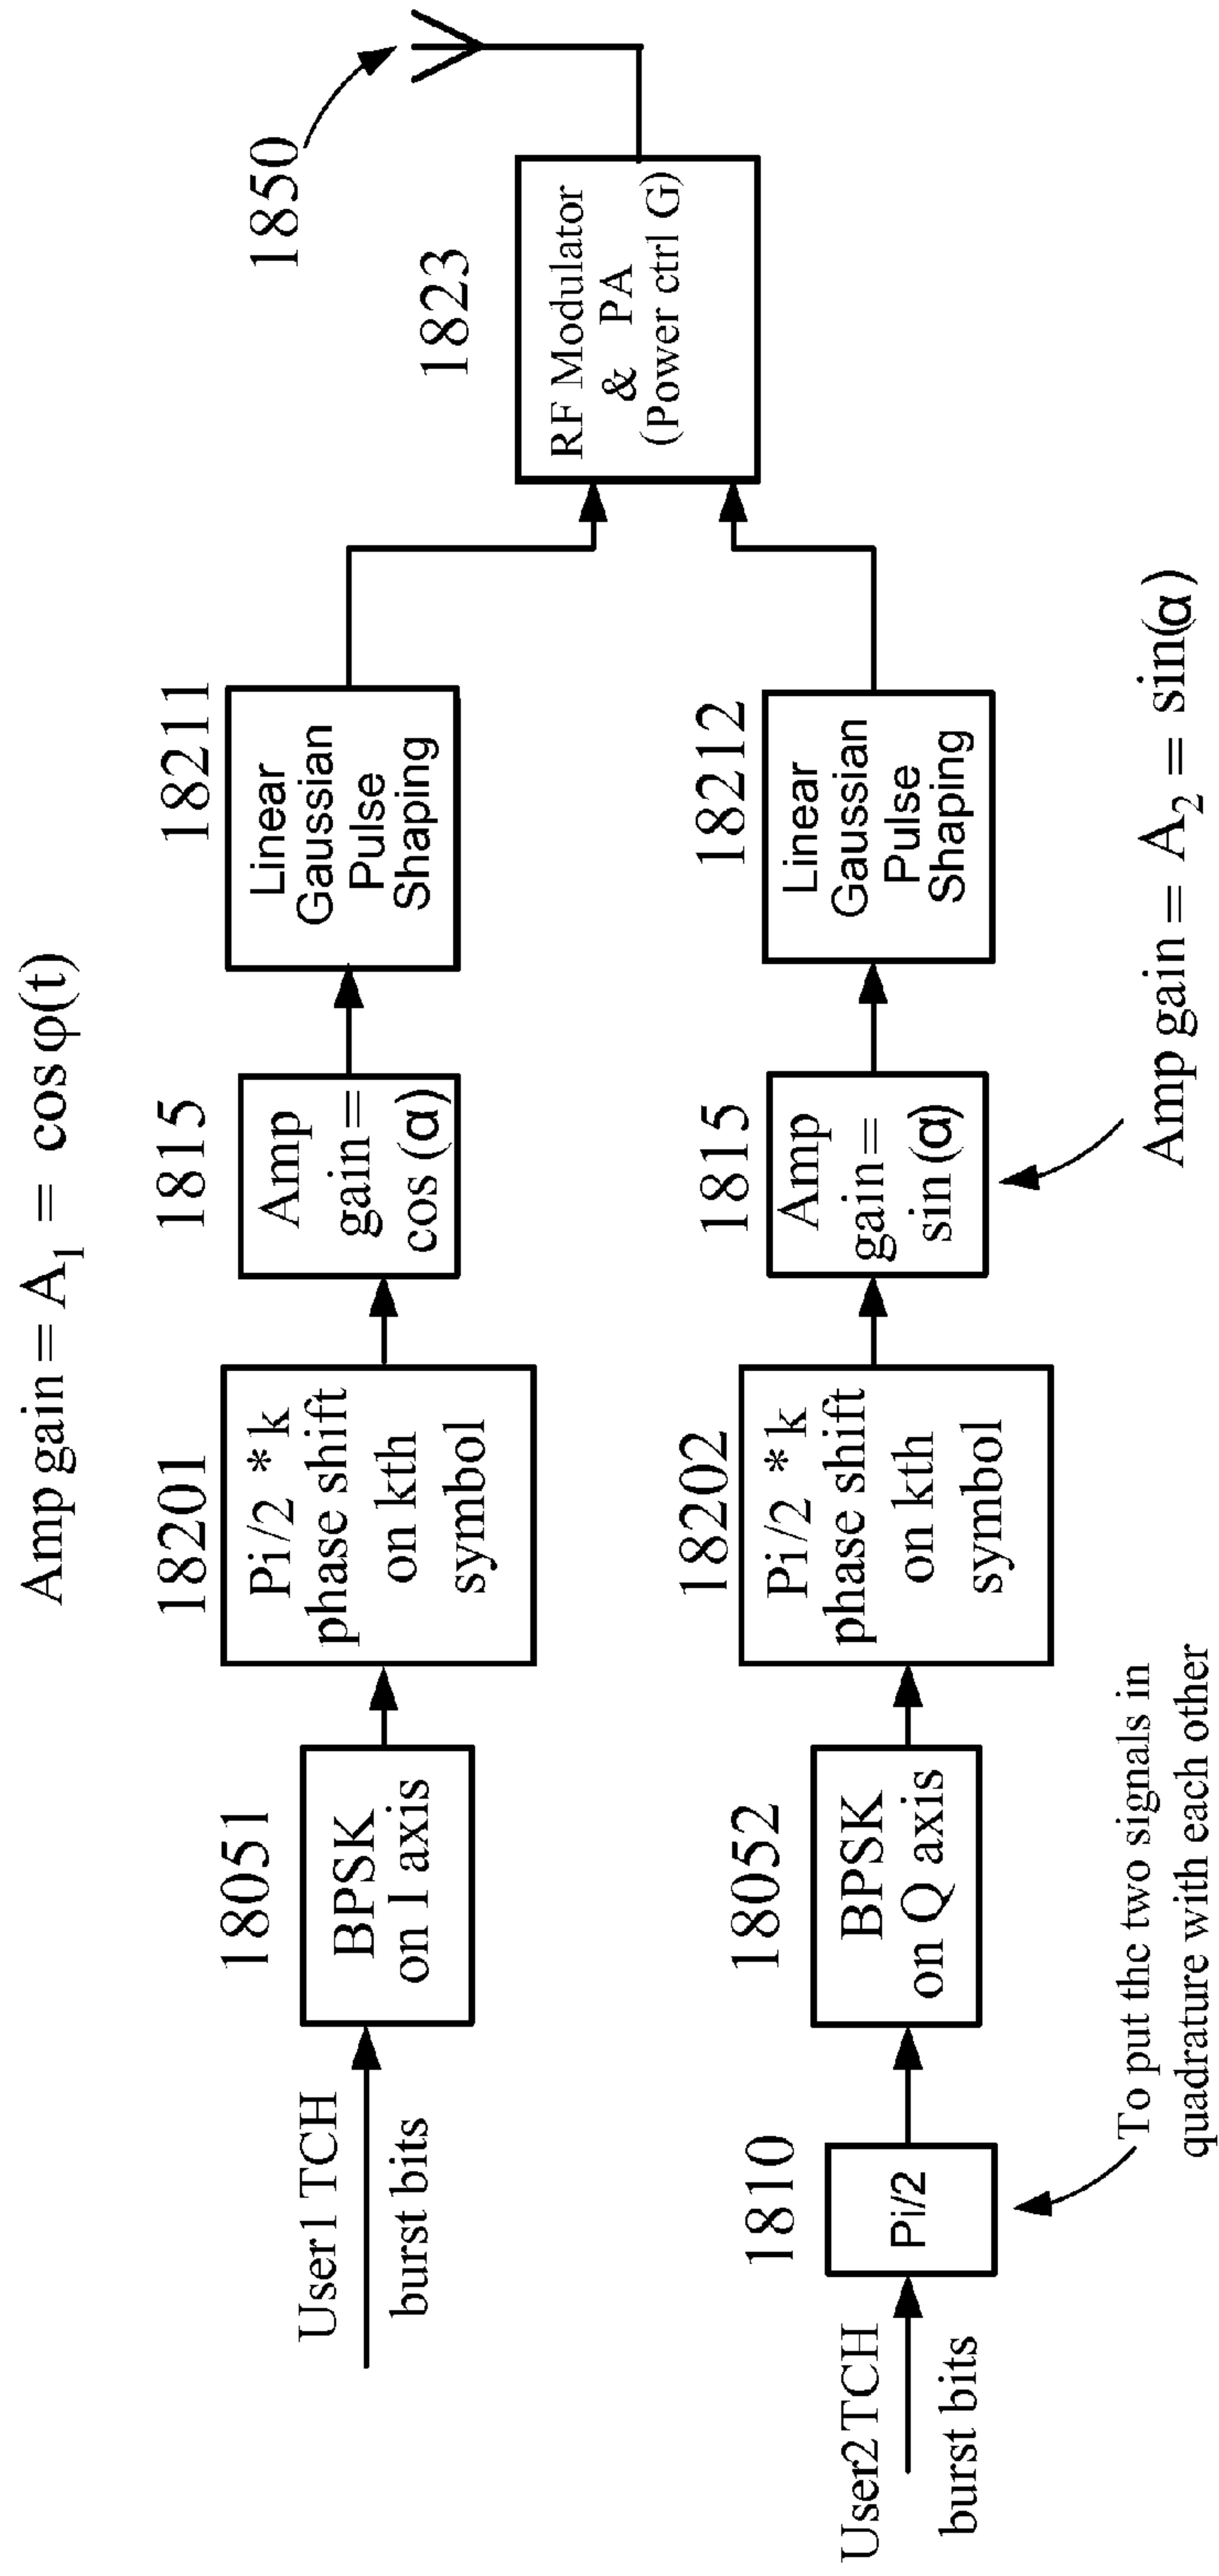 Amp gain = A1 = cos φ(t)
User1 TCH
burst bits
18051
BPSK
on I axis
18201
Pi/2 * k
phase shift
on kth
symbol
1815
Amp
gain =
cos (α)
18211
Linear
Gaussian
Pulse
Shaping
1823
RF Modulator
& PA
(Power ctrl G)
1850
User2 TCH
burst bits
1810
Pi/2
To put the two signals in
quadrature with each other
18052
BPSK
on Q axis
18202
Pi/2 * k
phase shift
on kth
symbol
1815
Amp
gain =
sin (α)
18212
Linear
Gaussian
Pulse
Shaping
Amp gain = A2 = sin(α)